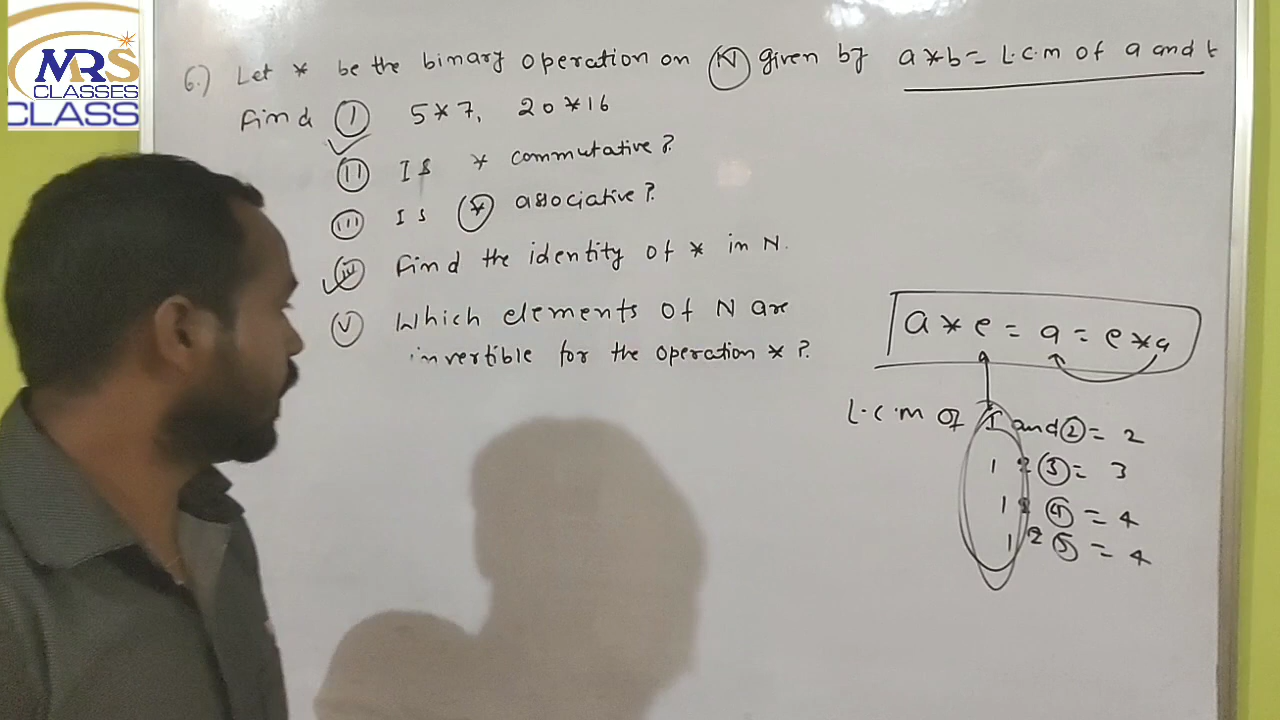 MRS
CLASSES
CLASS
6.) Let * be the binary operation on N given by a*b = L.C.M of a and
Find (i) 5*7, 20*16
(ii) Is * commutative?
(iii) Is * associative?
(iv) Find the identity of * in N.
(v) Which elements of N are
invertible for the operation * ?
a * e = a = e * a
L.C.M of 1 and 2 = 2
1 & 3 = 3
1 & 4 = 4
1 & 5 = 4